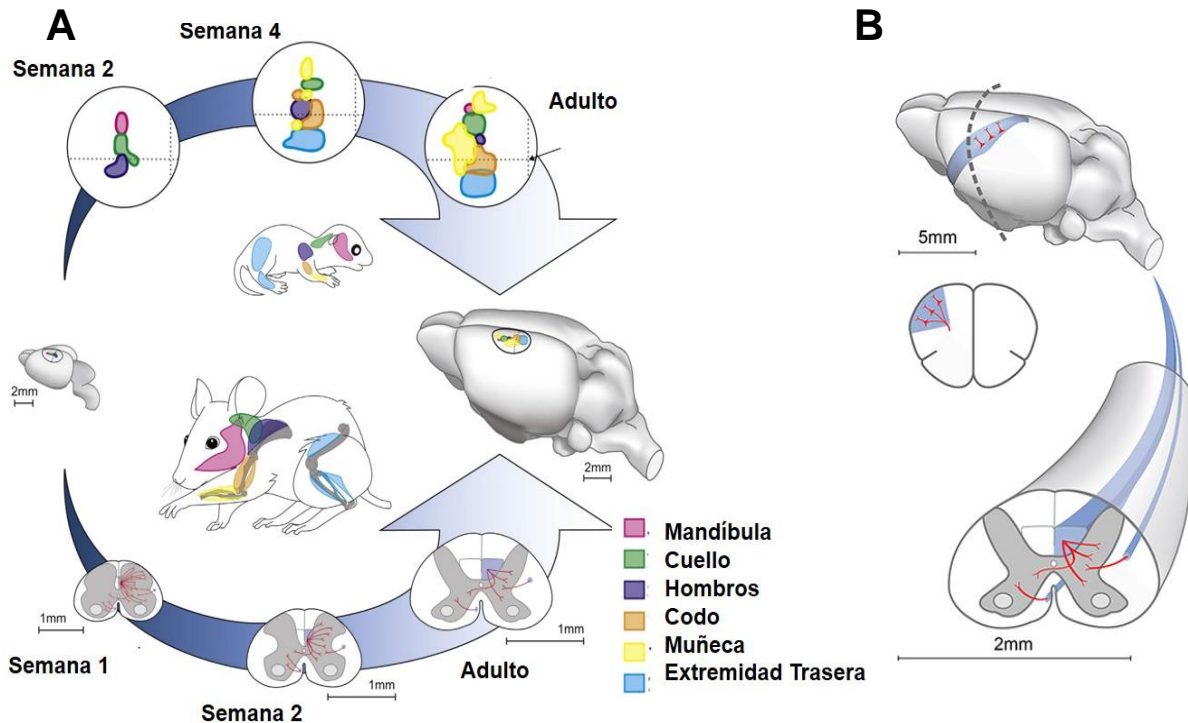 A
B
Semana 4
Semana 2
Adulto
5mm
2mm
2mm
Mandíbula
Cuello
Hombros
Codo
Muñeca
Extremidad Trasera
1mm
1mm
1mm
Semana 1
Adulto
Semana 2
2mm